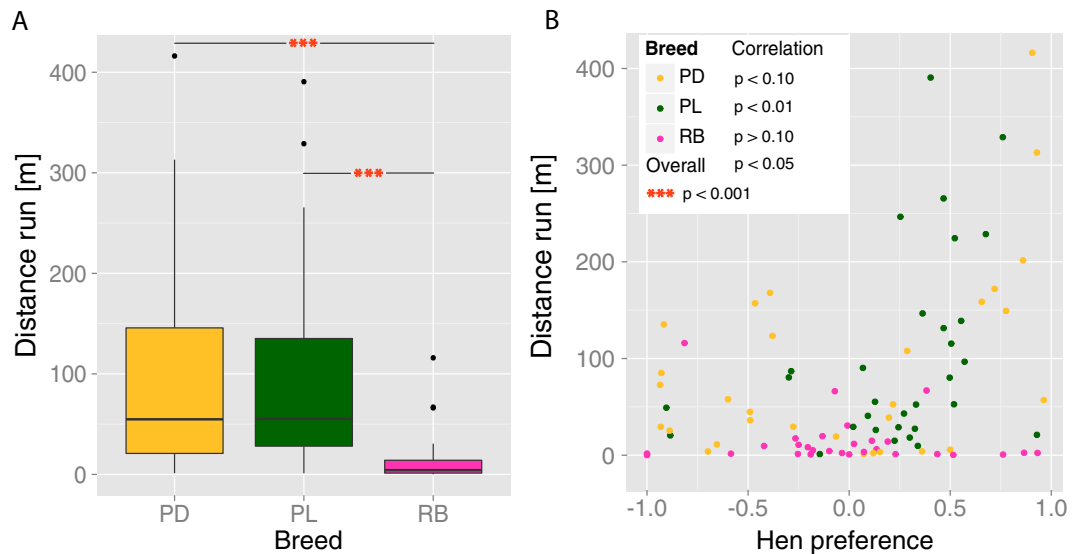 A
Distance run [m]
400
300
200
100
0
***
***
PD
PL
RB
Breed
B
Distance run [m]
400
300
200
100
0
Breed Correlation
PD p < 0.10
PL p < 0.01
RB p > 0.10
Overall p < 0.05
*** p < 0.001
-1.0
-0.5
0.0
0.5
1.0
Hen preference